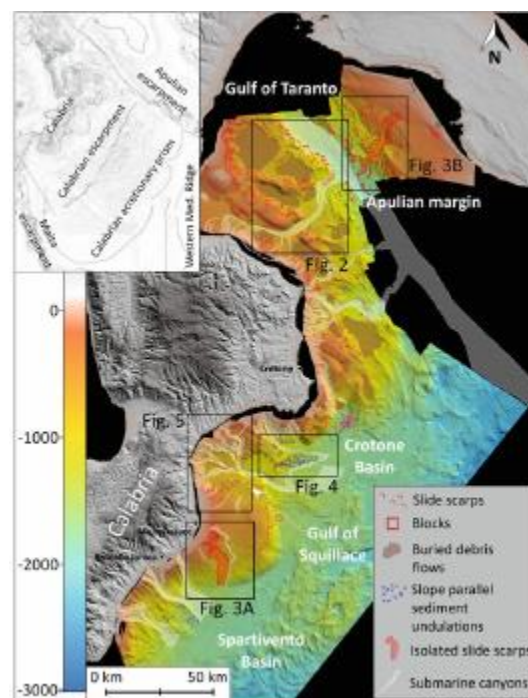 Apulian
escarpment
Calabria
Calabrian escarpment
Calabrian accretionary prism
Malta
escarpment
Western Med. Ridge
N
Gulf of Taranto
Fig. 3B
Apulian margin
Fig. 2
0
Crotone
Fig. 5
-1000
Crotone
Basin
Fig. 4
Calabria
Gulf of
Squillace
-2000
Fig. 3A
Spartivento
Basin
-3000
0 km
50 km
Slide scarps
Blocks
Buried debris
flows
Slope parallel
sediment
undulations
Isolated slide scarps
Submarine canyons